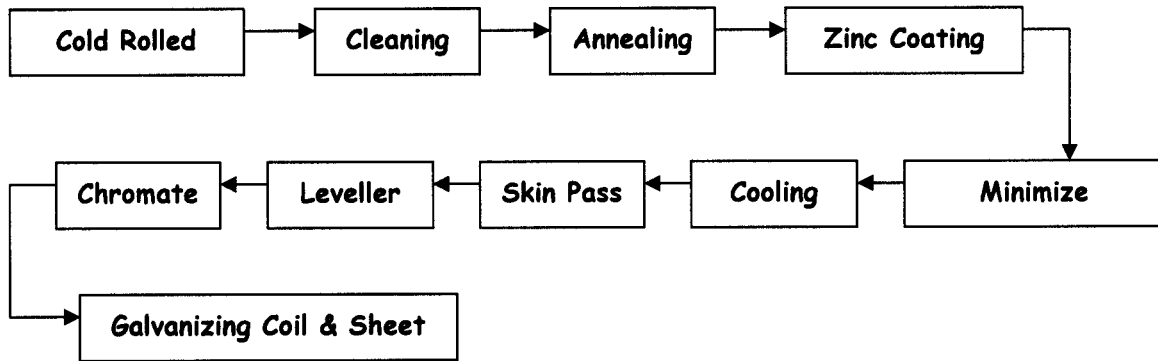 Cold Rolled
Cleaning
Annealing
Zinc Coating
Minimize
Cooling
Skin Pass
Leveller
Chromate
Galvanizing Coil & Sheet